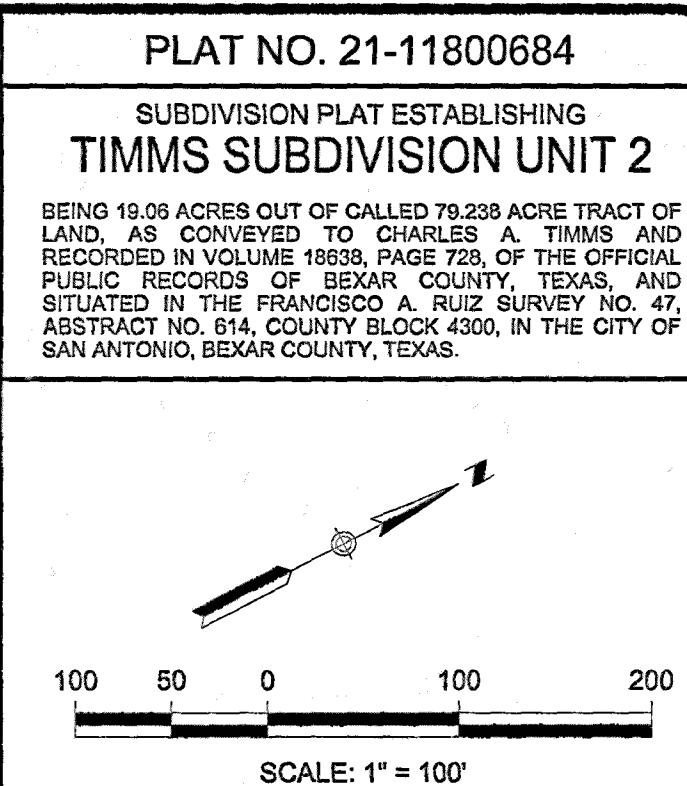 PLAT NO. 21-11800684
SUBDIVISION PLAT ESTABLISHING
TIMMS SUBDIVISION UNIT 2
BEING 19.06 ACRES OUT OF CALLED 79.238 ACRE TRACT OF
LAND, AS CONVEYED TO CHARLES A. TIMMS AND
RECORDED IN VOLUME 18638, PAGE 728, OF THE OFFICIAL
PUBLIC RECORDS OF BEXAR COUNTY, TEXAS, AND
SITUATED IN THE FRANCISCO A. RUIZ SURVEY NO. 47,
ABSTRACT NO. 614, COUNTY BLOCK 4300, IN THE CITY OF
SAN ANTONIO, BEXAR COUNTY, TEXAS.
N
100 50 0 100 200
SCALE: 1" = 100'